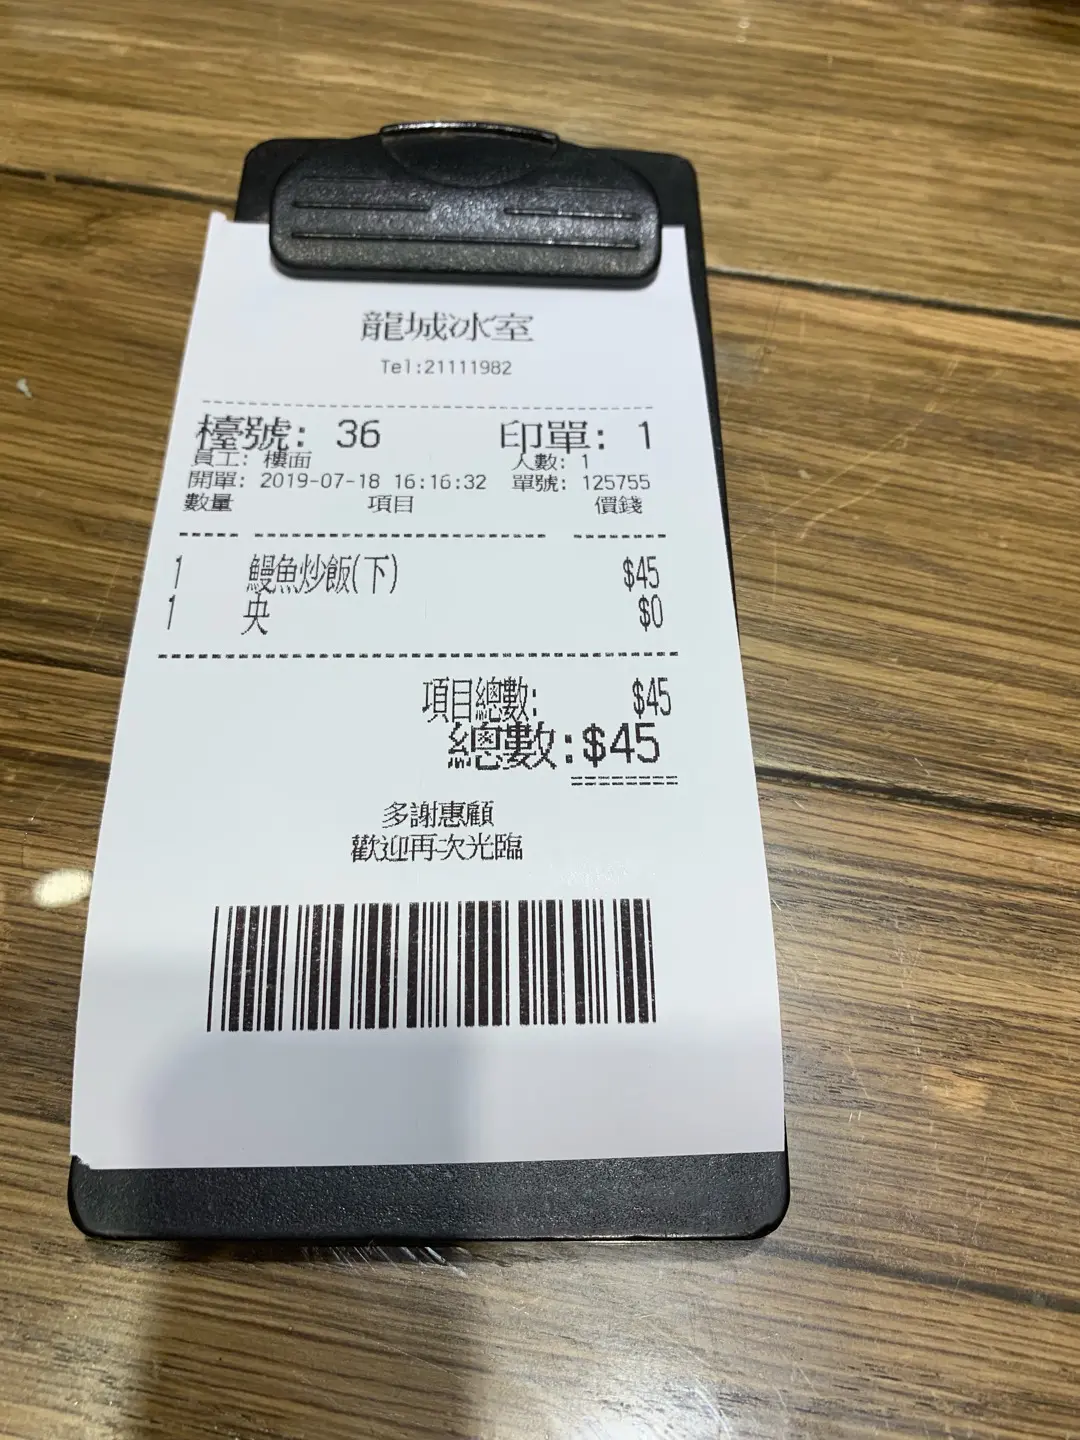 龍城冰室
Tel:21111982
檯號: 36 印單: 1
員工: 樓面 人數: 1
開單: 2019-07-18 16:16:32 單號: 125755
數量 項目 價錢
1 鰻魚炒飯(下) $45
1 央 $0
項目總數: $45
總數:$45
多謝惠顧
歡迎再次光臨